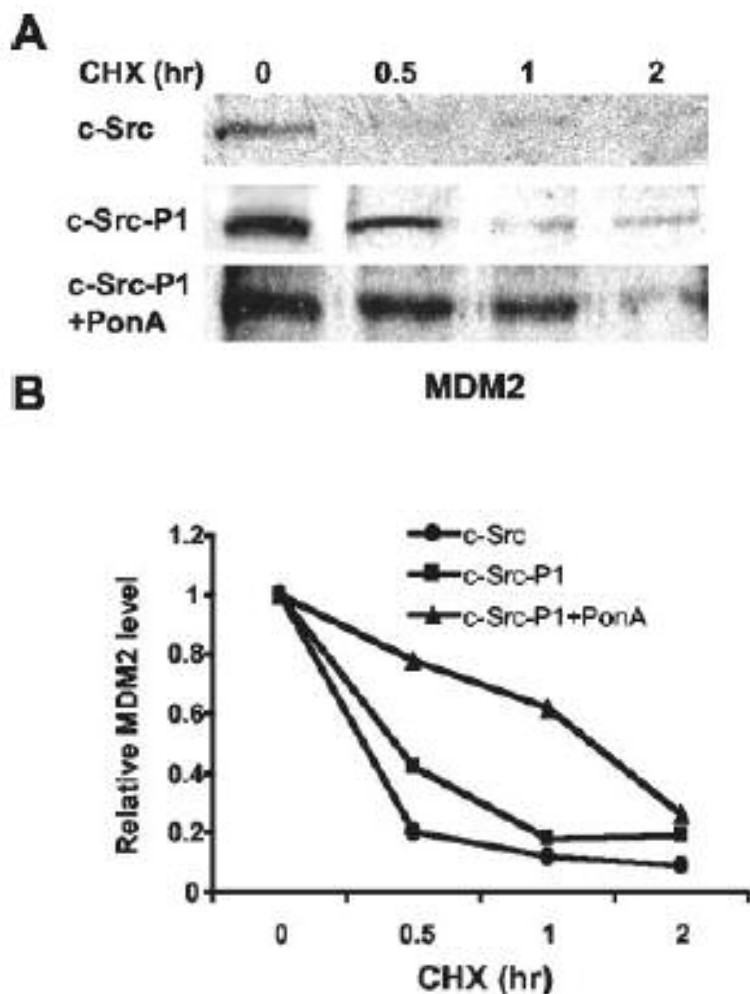 A
CHX (hr) 0 0.5 1 2
c-Src
c-Src-P1
c-Src-P1
+PonA
MDM2
B
c-Src
c-Src-P1
c-Src-P1+PonA
Relative MDM2 level
1.2
1
0.8
0.6
0.4
0.2
0
0 0.5 1 2
CHX (hr)